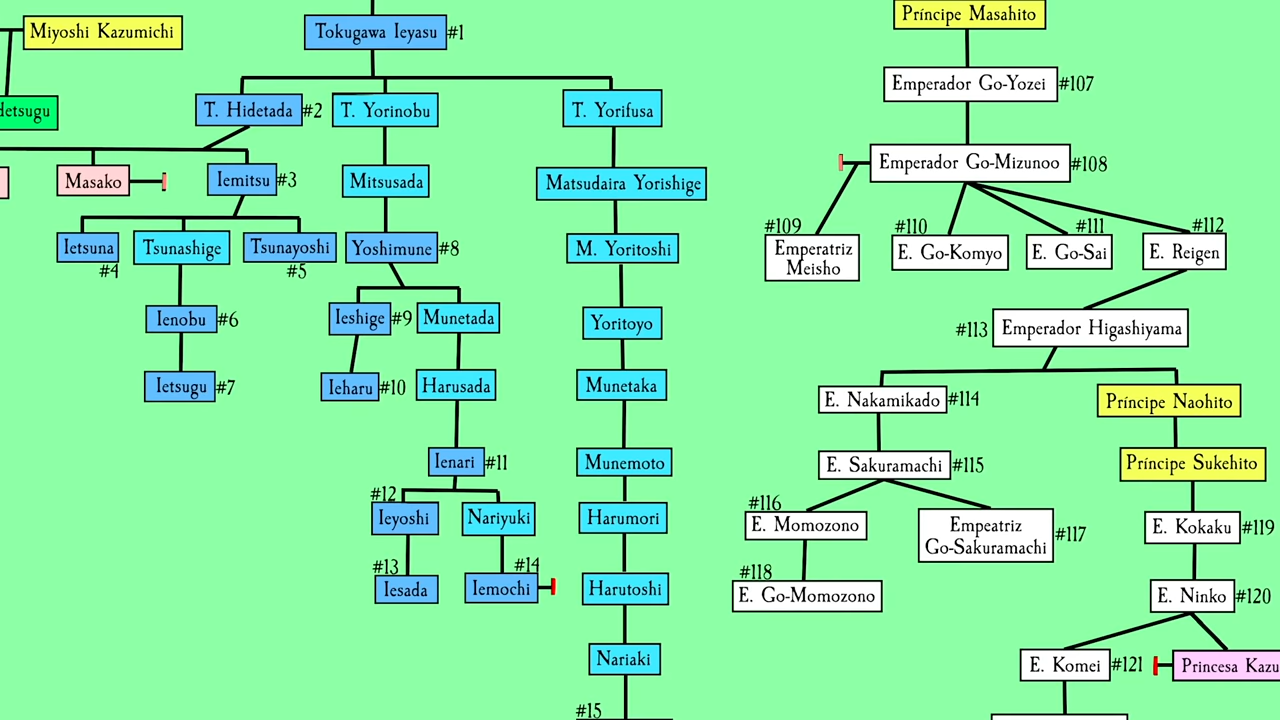 Príncipe Masahito
Miyoshi Kazumichi
Tokugawa Ieyasu #1
Emperador Go-Yozei #107
detsugu
T. Hidetada #2
T. Yorinobu
T. Yorifusa
Emperador Go-Mizunoo #108
Masako
Iemitsu #3
Mitsusada
Matsudaira Yorishige
#109
#110
#111
#112
Ietsuna
#4
Tsunashige
Tsunayoshi
#5
Yoshimune #8
M. Yoritoshi
Emperatriz
Meisho
E. Go-Komyo
E. Go-Sai
E. Reigen
Ienobu #6
Ieshige #9
Munetada
Yoritoyo
#113 Emperador Higashiyama
Ietsugu #7
Ieharu #10
Harusada
Munetaka
E. Nakamikado #114
Príncipe Naohito
Ienari #11
Munemoto
E. Sakuramachi #115
Príncipe Sukehito
#12
Ieyoshi
Nariyuki
Harumori
#116
E. Momozono
Empeatriz
Go-Sakuramachi #117
E. Kokaku #119
#13
Iesada
#14
Iemochi
Harutoshi
#118
E. Go-Momozono
E. Ninko #120
Nariaki
E. Komei #121
Princesa Kazu
#15